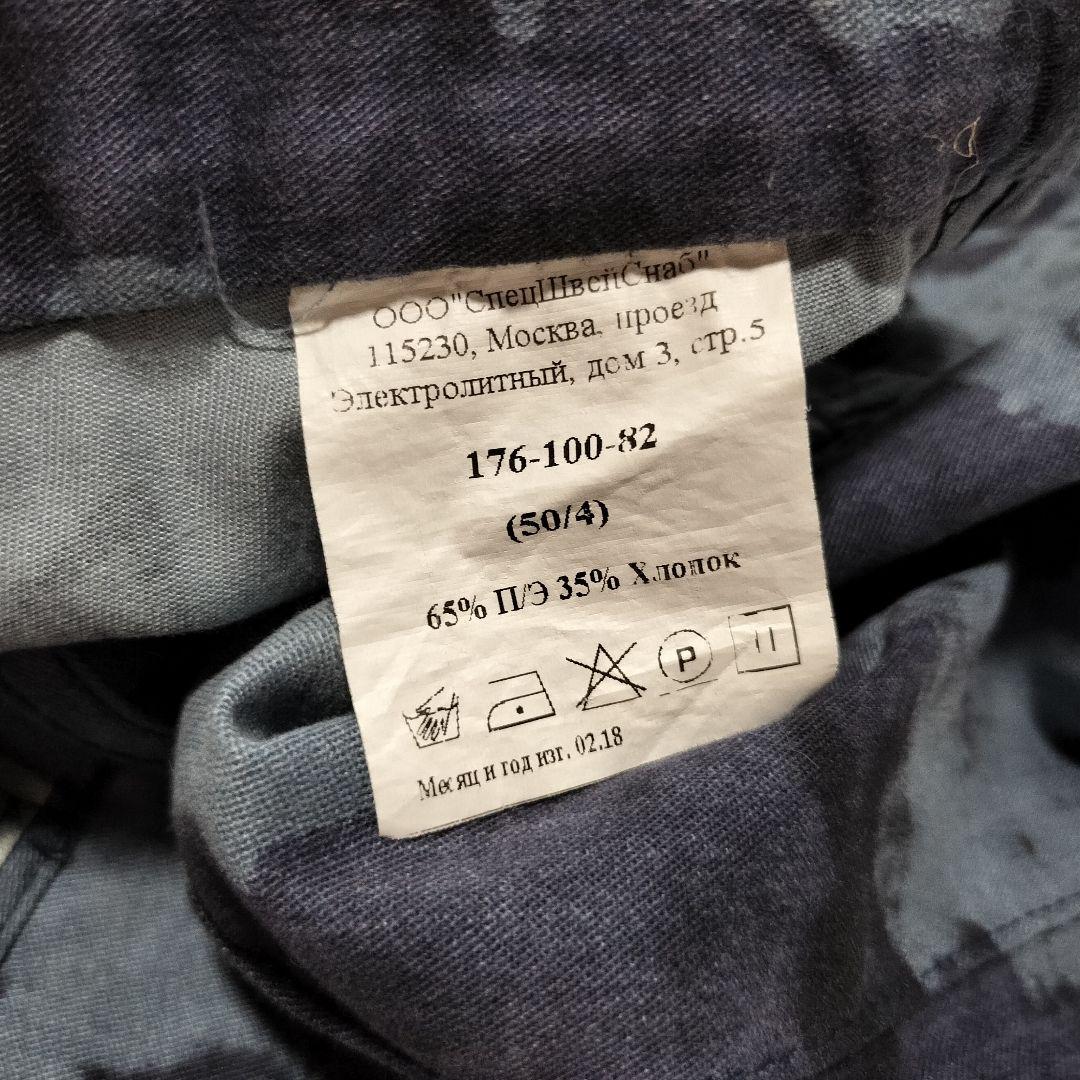 ООО"СпецШвейСнаб"
115230, Москва, проезд
Электролитный, дом 3, стр.5
176-100-82
(50/4)
65% П/Э 35% Хлопок
P
Месяц и год изг. 02.18